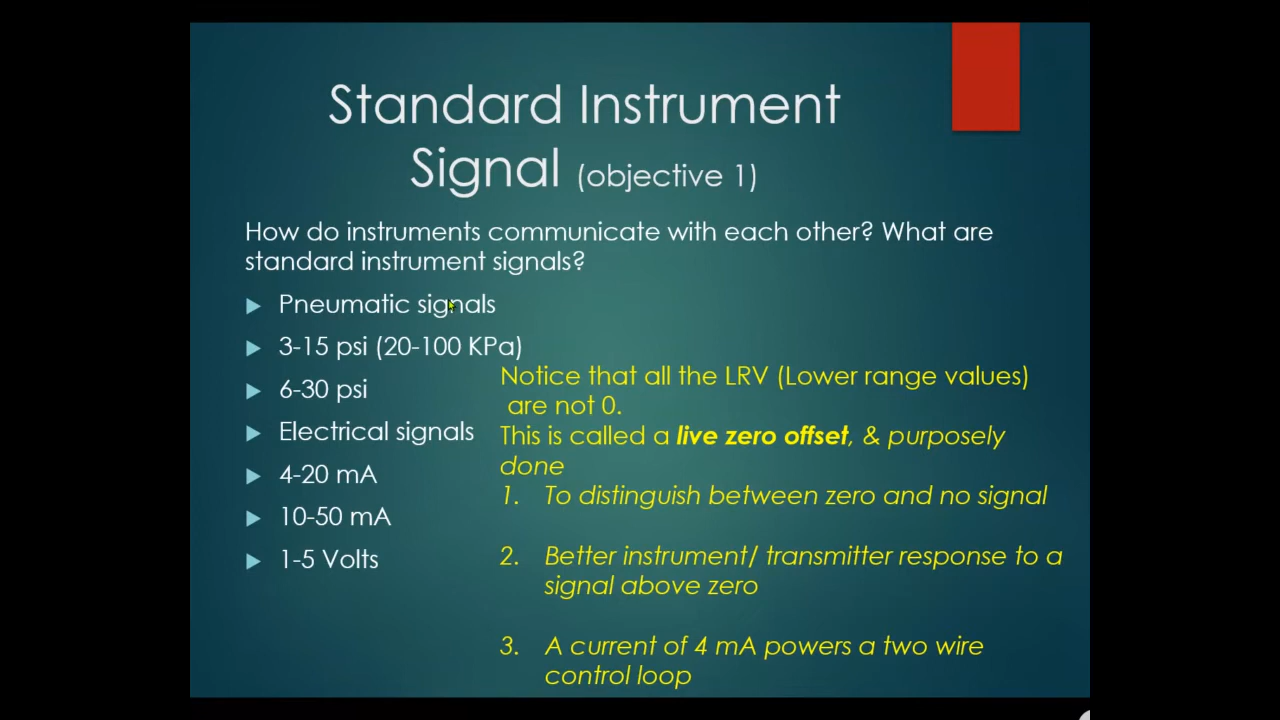 Standard Instrument
Signal (objective 1)
How do instruments communicate with each other? What are
standard instrument signals?
Pneumatic signals
3-15 psi (20-100 KPa)
6-30 psi
Electrical signals
4-20 mA
10-50 mA
1-5 Volts
Notice that all the LRV (Lower range values)
are not 0.
This is called a live zero offset, & purposely
done
1. To distinguish between zero and no signal
2. Better instrument/ transmitter response to a
signal above zero
3. A current of 4 mA powers a two wire
control loop